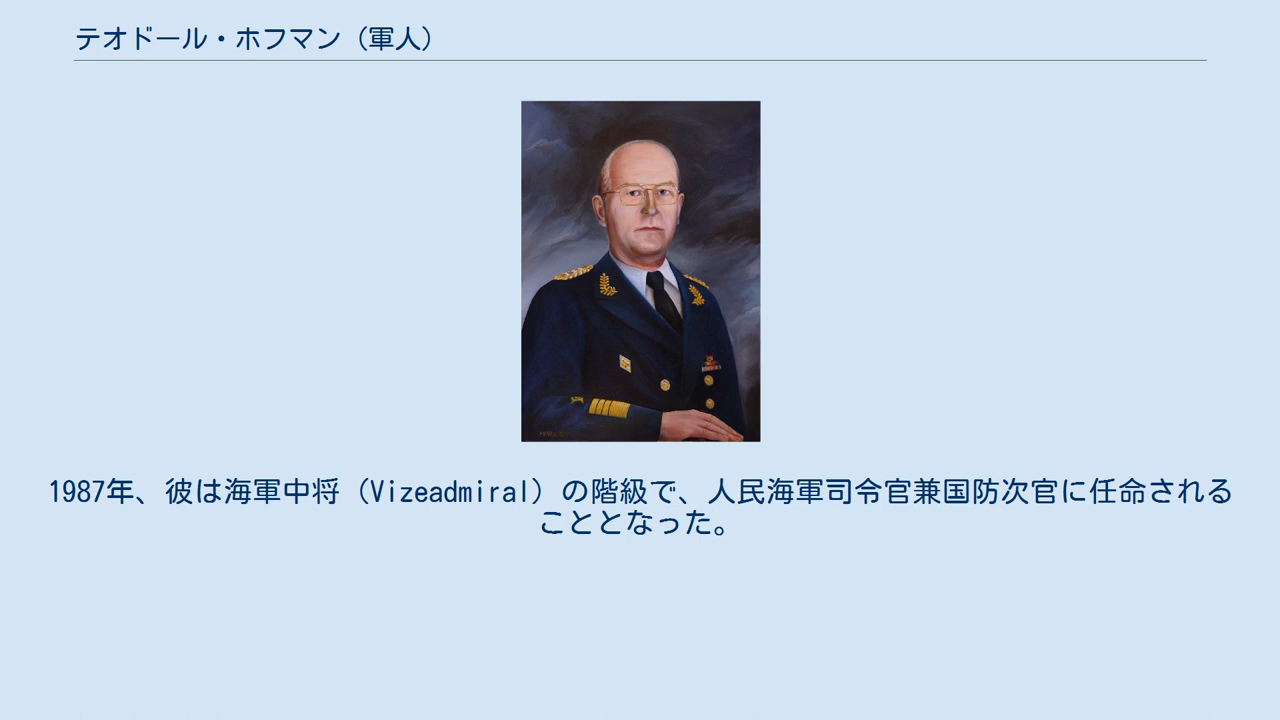 テオドール・ホフマン（軍人）
1987年、彼は海軍中将（Vizeadmiral）の階級で、人民海軍司令官兼国防次官に任命される
こととなった。